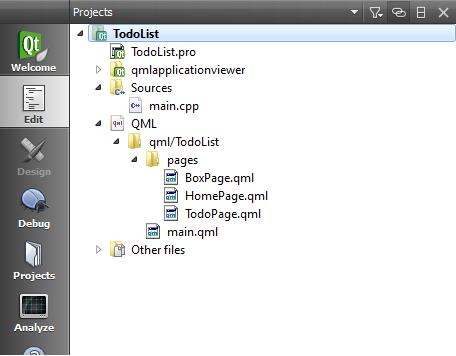 Projects
TodoList
TodoList.pro
qmlapplicationviewer
Sources
main.cpp
QML
qml/TodoList
pages
BoxPage.qml
HomePage.qml
TodoPage.qml
main.qml
Other files
Qt
Welcome
Edit
Design
Debug
Projects
Analyze